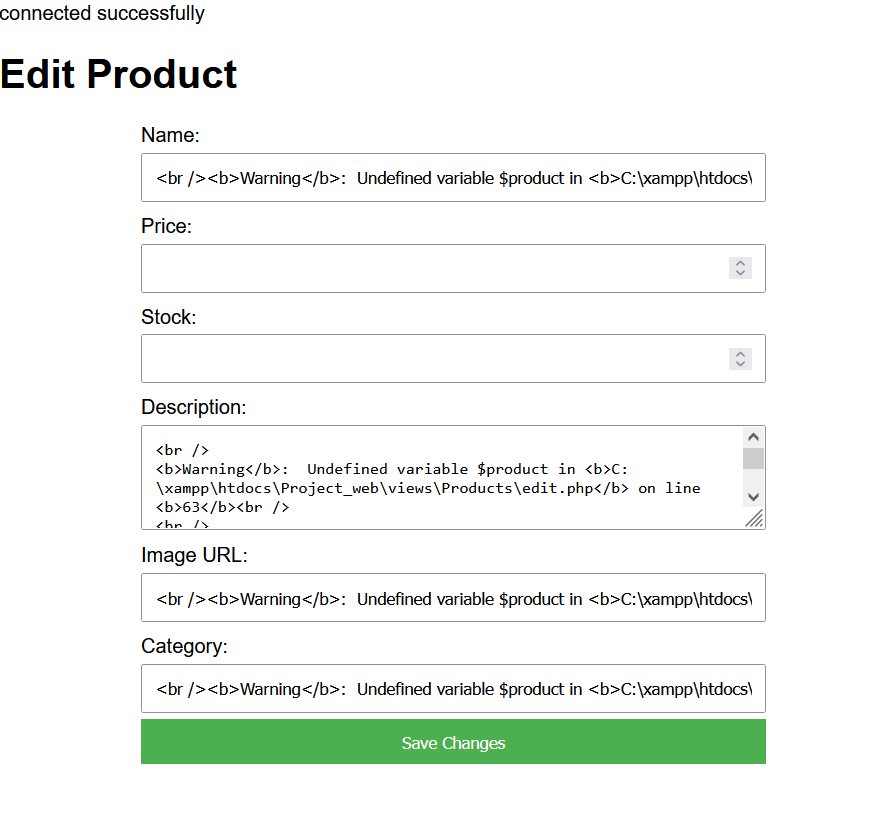 connected successfully
Edit Product
Name:
<br /><b>Warning</b>:  Undefined variable $product in <b>C:\xampp\htdocs\
Price:
Stock:
Description:
<br />
<b>Warning</b>:  Undefined variable $product in <b>C:
\xampp\htdocs\Project_web\views\Products\edit.php</b> on line
<b>63</b><br />
<br />
Image URL:
<br /><b>Warning</b>:  Undefined variable $product in <b>C:\xampp\htdocs\
Category:
<br /><b>Warning</b>:  Undefined variable $product in <b>C:\xampp\htdocs\
Save Changes